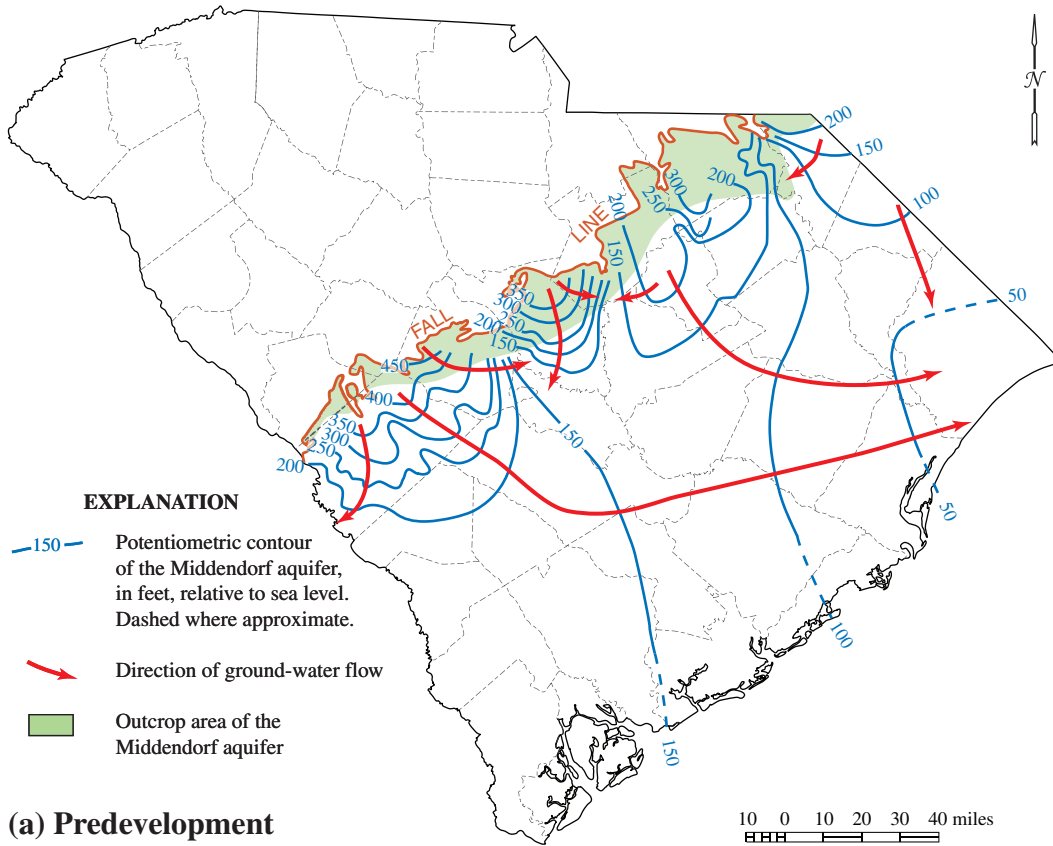 N
200
150
100
50
50
100
150
LINE
FALL
300
250
200
200
150
350
300
250
200
150
450
400
350
300
250
200
150
EXPLANATION
150
Potentiometric contour
of the Middendorf aquifer,
in feet, relative to sea level.
Dashed where approximate.
Direction of ground-water flow
Outcrop area of the
Middendorf aquifer
(a) Predevelopment
10 0 10 20 30 40 miles